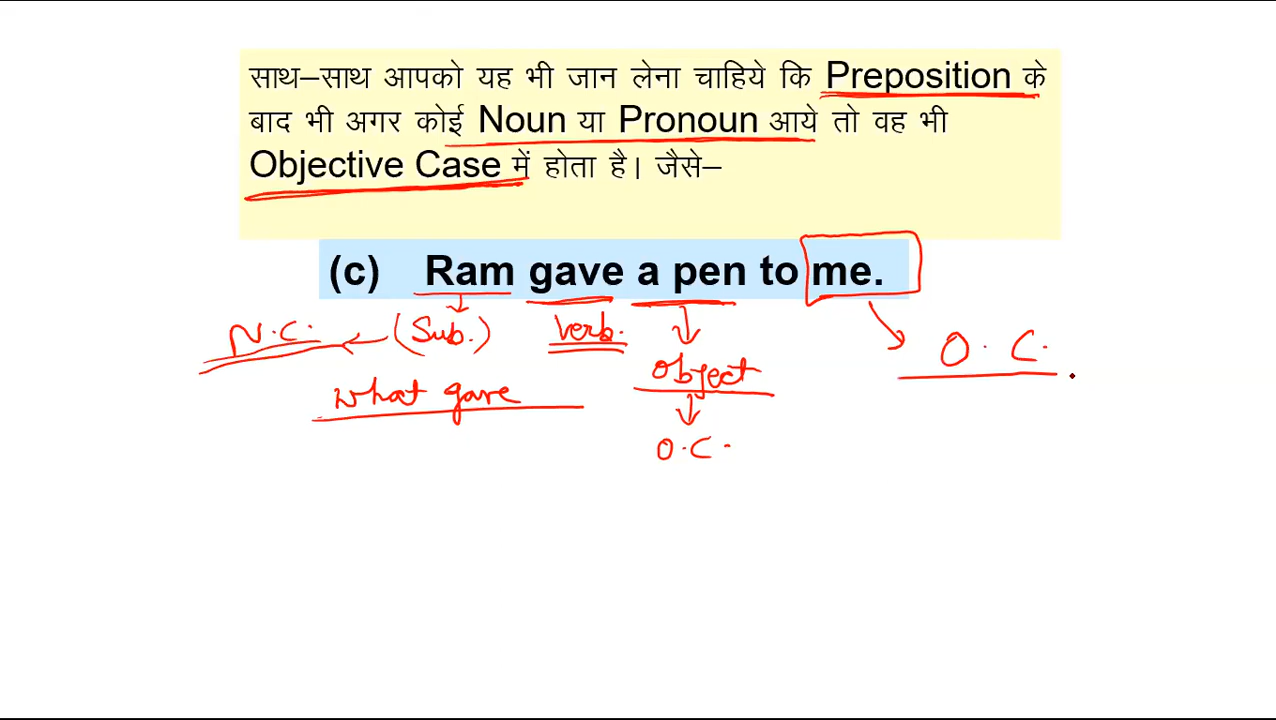 साथ–साथ आपको यह भी जान लेना चाहिये कि Preposition के
बाद भी अगर कोई Noun या Pronoun आये तो वह भी
Objective Case में होता है। जैसे–
(c) Ram gave a pen to me.
N.C. (Sub.) Verb. O.C.
what gave object
O.C.